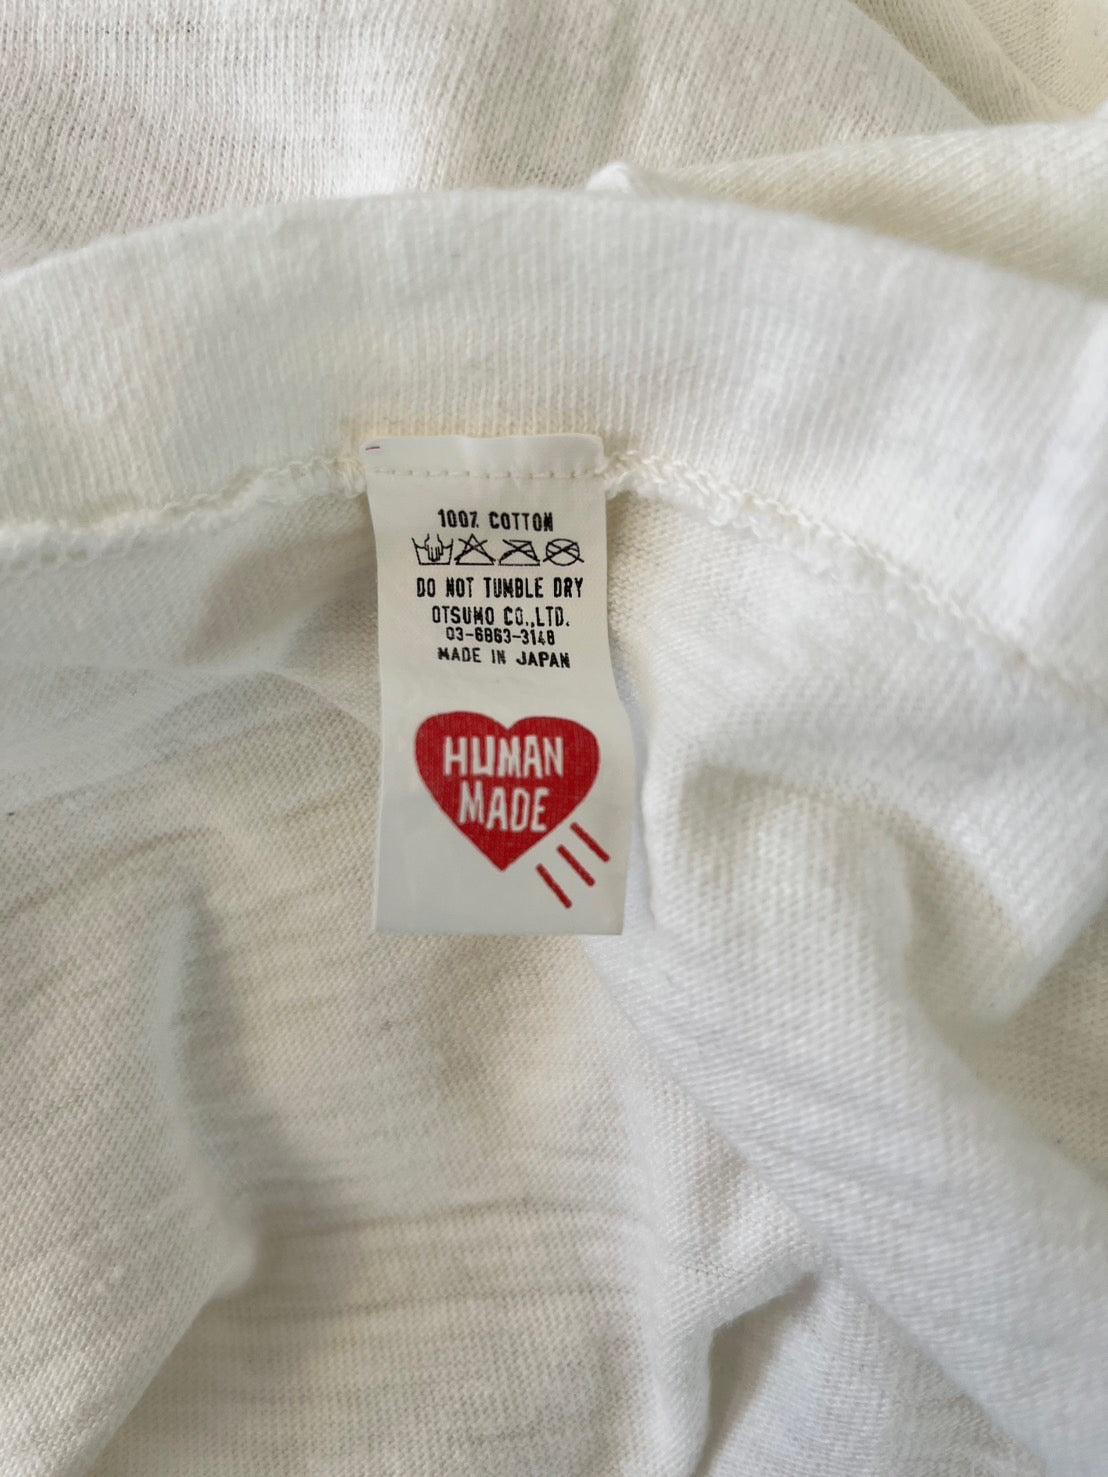 100% COTTON
DO NOT TUMBLE DRY
OTSUMO CO.,LTD.
03-6863-3148
MADE IN JAPAN
HUMAN
MADE